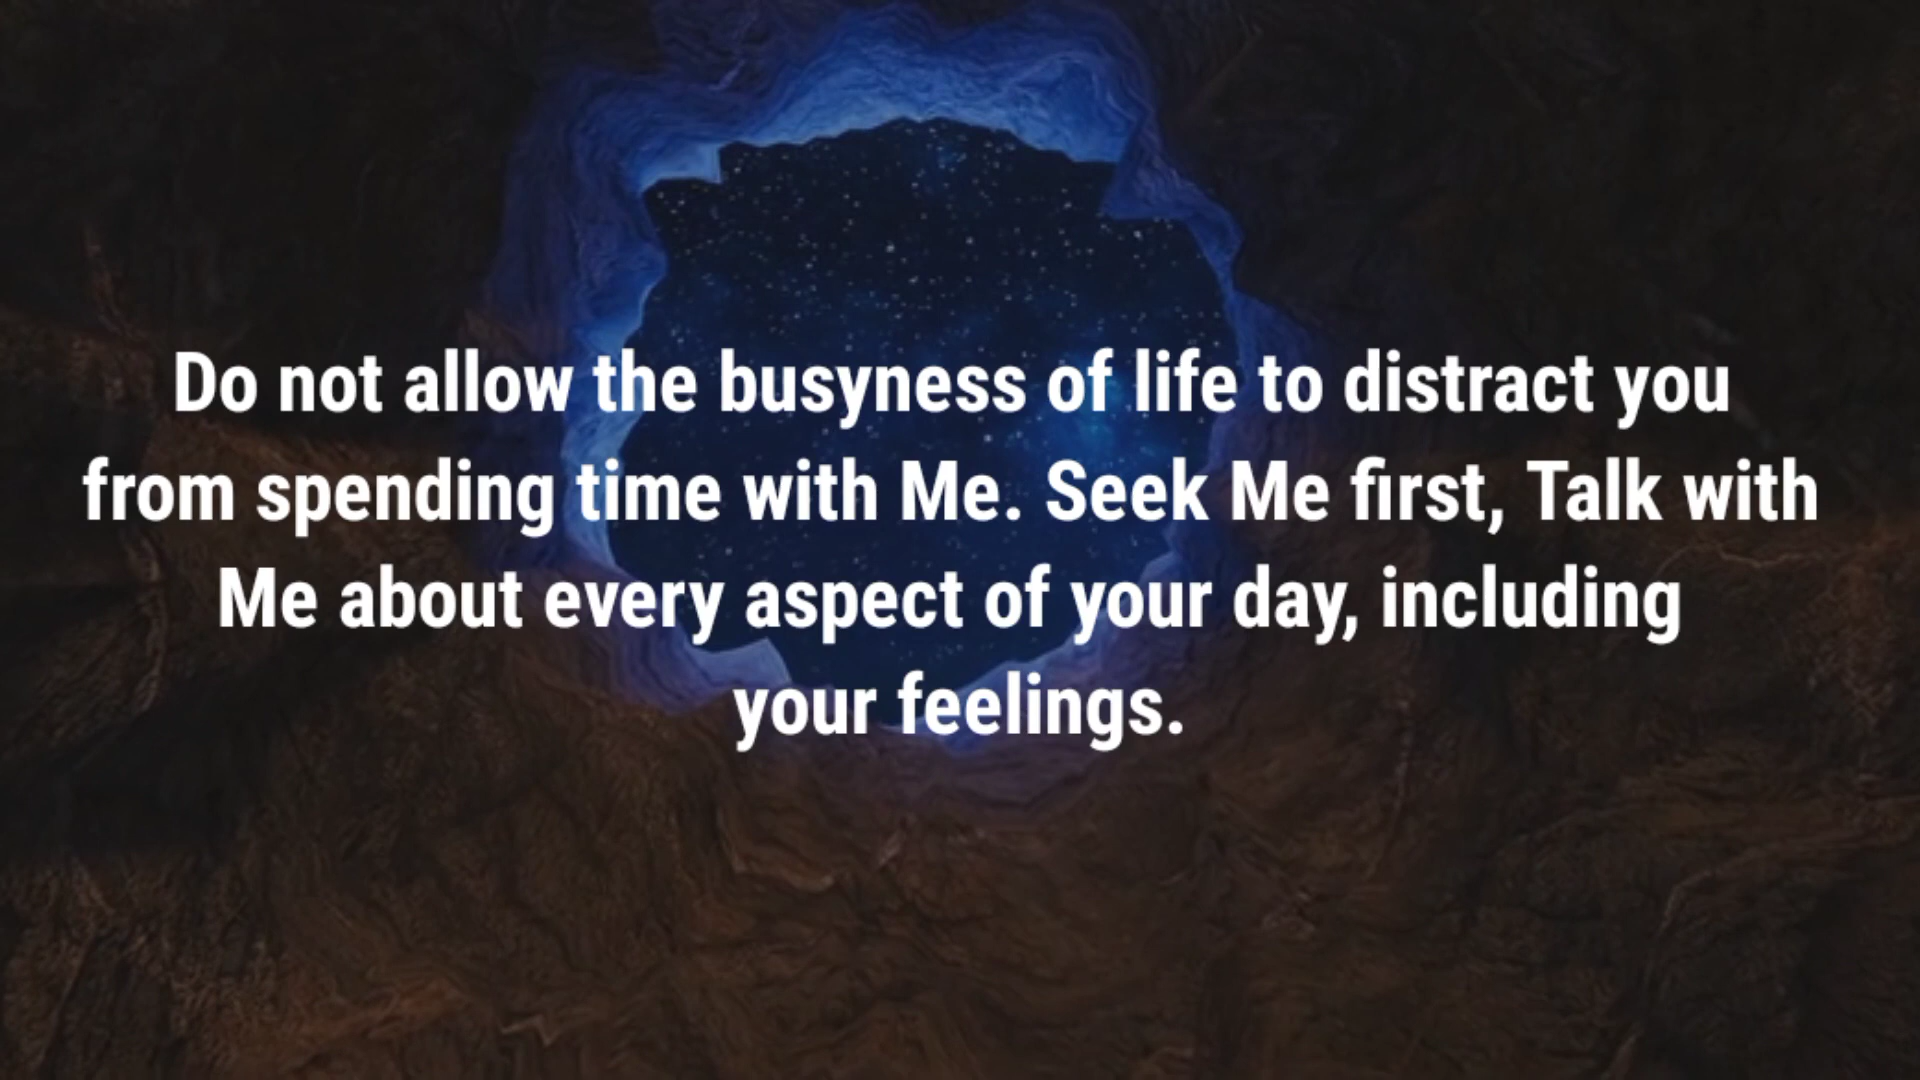 Do not allow the busyness of life to distract you
from spending time with Me. Seek Me first, Talk with
Me about every aspect of your day, including
your feelings.